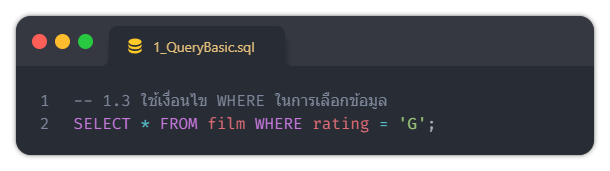 1_QueryBasic.sql
1 -- 1.3 ใช้เงื่อนไข WHERE ในการเลือกข้อมูล
2 SELECT * FROM film WHERE rating = 'G';